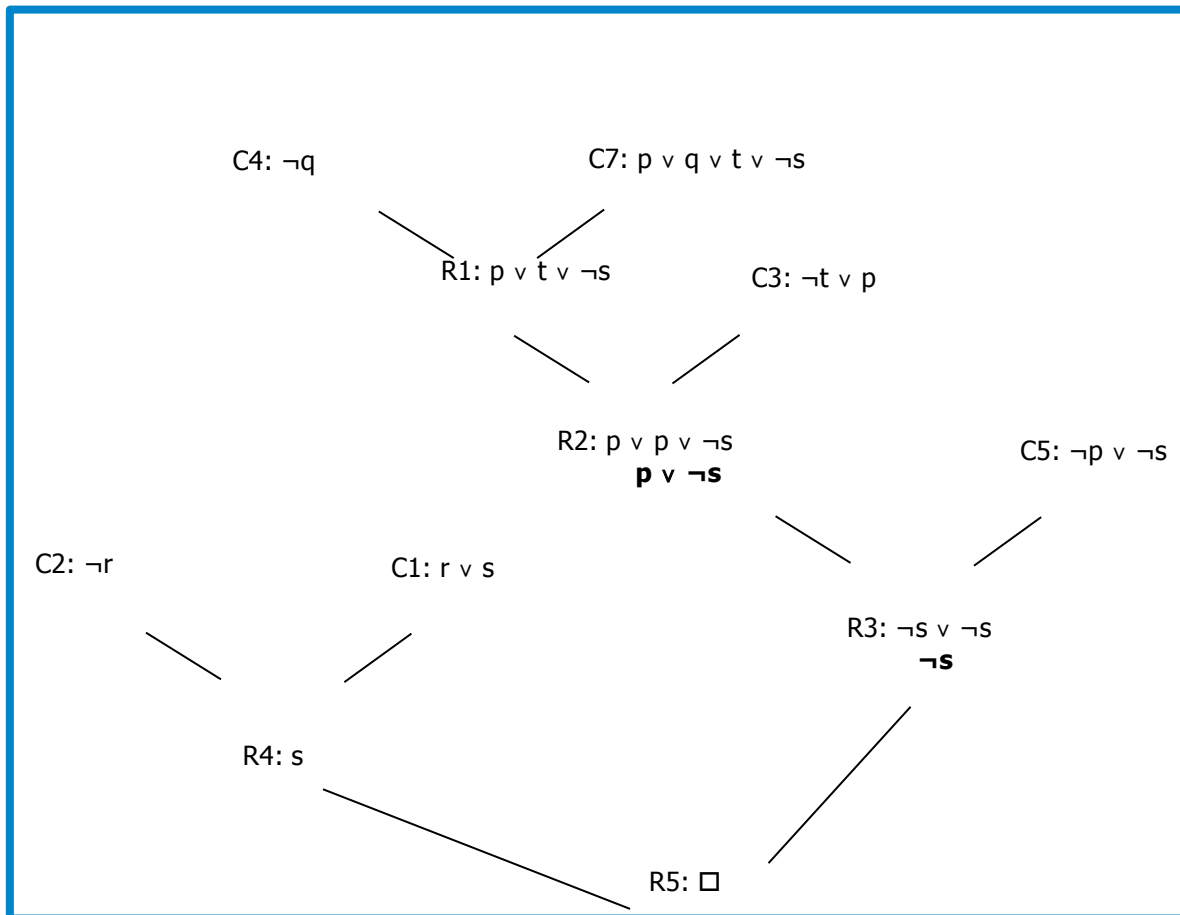 C4: ¬q
C7: p ∨ q ∨ t ∨ ¬s
R1: p ∨ t ∨ ¬s
C3: ¬t ∨ p
R2: p ∨ p ∨ ¬s
p ∨ ¬s
C5: ¬p ∨ ¬s
C2: ¬r
C1: r ∨ s
R3: ¬s ∨ ¬s
¬s
R4: s
R5: □